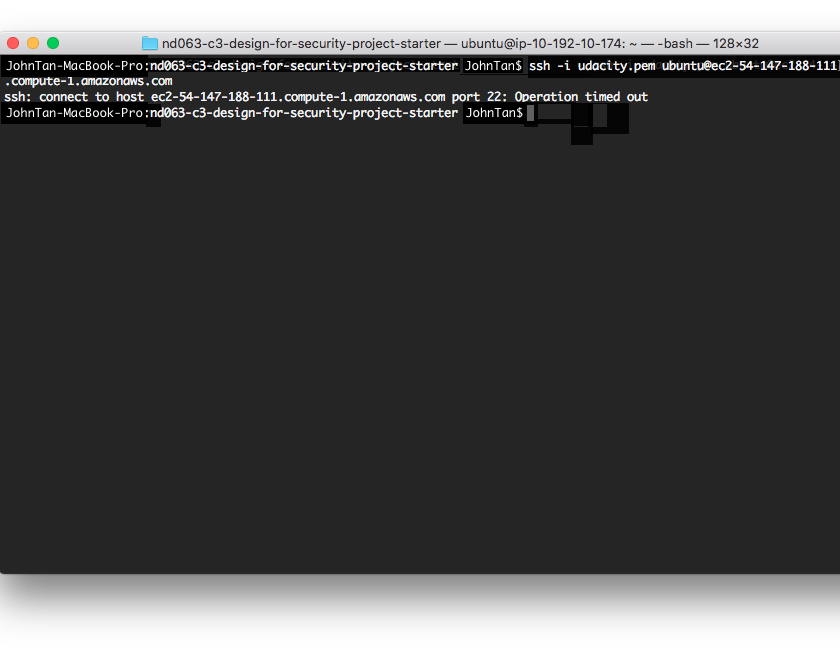 nd063-c3-design-for-security-project-starter — ubuntu@ip-10-192-10-174: ~ — -bash — 128×32
JohnTan-MacBook-Pro:nd063-c3-design-for-security-project-starter JohnTan$ ssh -i udacity.pem ubuntu@ec2-54-147-188-111]
.compute-1.amazonaws.com
ssh: connect to host ec2-54-147-188-111.compute-1.amazonaws.com port 22: Operation timed out
JohnTan-MacBook-Pro:nd063-c3-design-for-security-project-starter JohnTan$